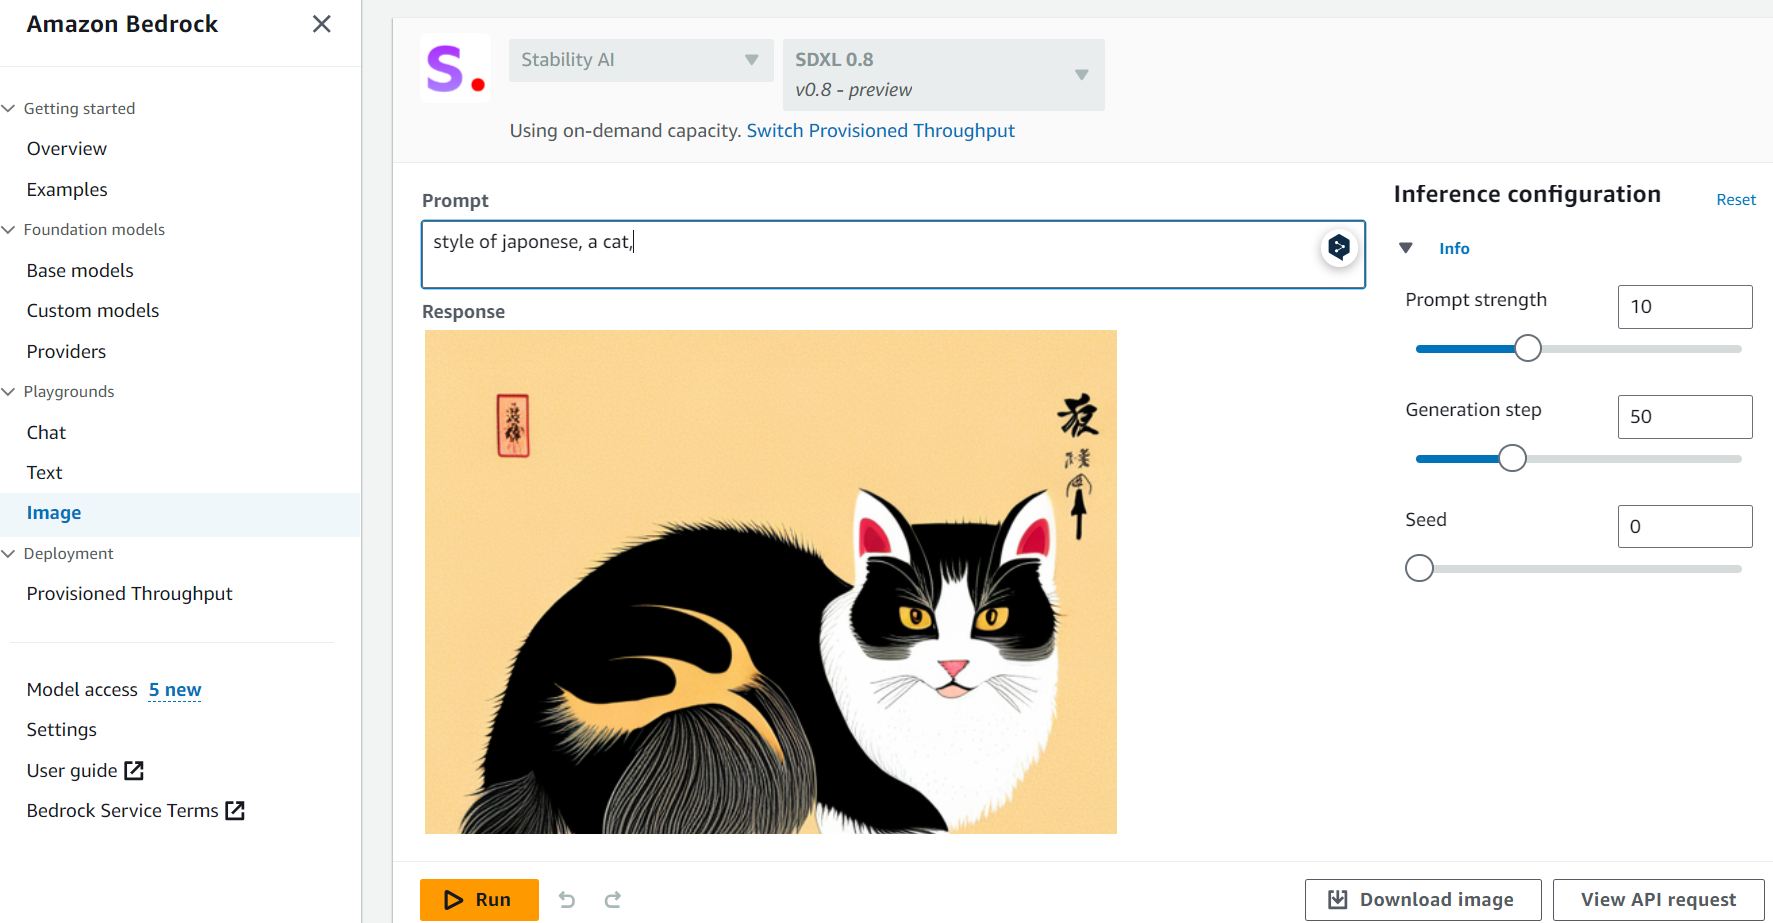 Amazon Bedrock
Getting started
Overview
Examples
Foundation models
Base models
Custom models
Providers
Playgrounds
Chat
Text
Image
Deployment
Provisioned Throughput
Model access 5 new
Settings
User guide
Bedrock Service Terms
S.
Stability AI
SDXL 0.8
v0.8 - preview
Using on-demand capacity. Switch Provisioned Throughput
Prompt
style of japonese, a cat,
Response
Run
Inference configuration
Reset
Info
Prompt strength
10
Generation step
50
Seed
0
Download image
View API request